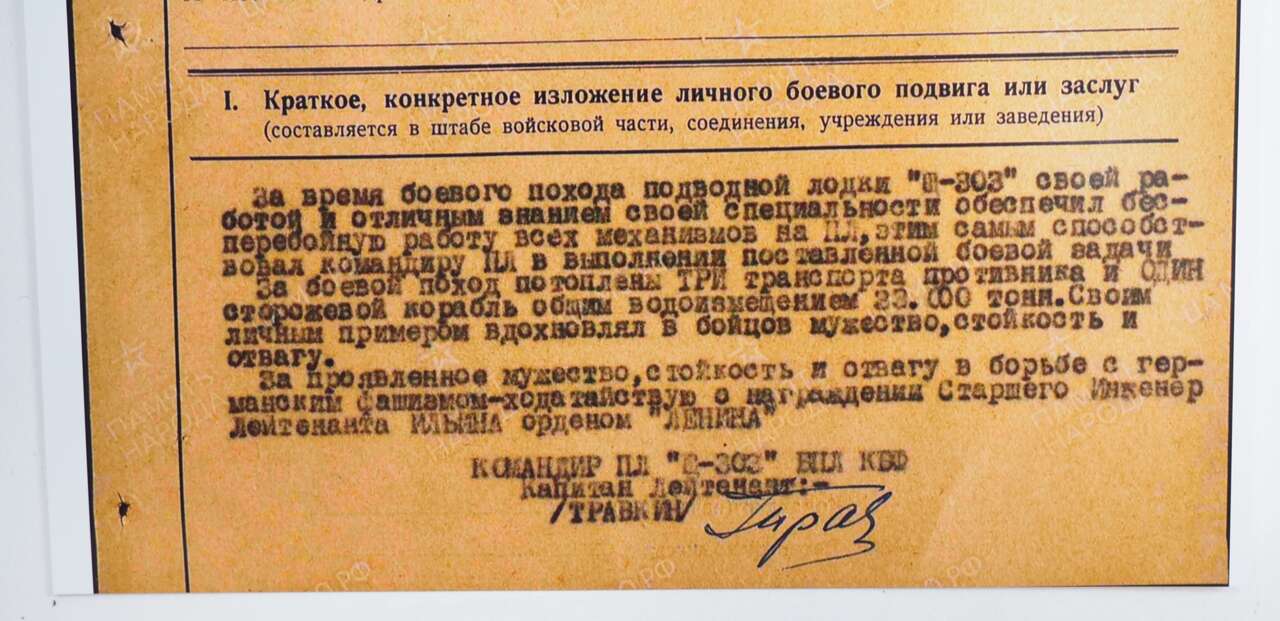 I. Краткое, конкретное изложение личного боевого подвига или заслуг
(составляется в штабе войсковой части, соединения, учреждения или заведения)
За время боевого похода подводной лодки "Щ-303" своей ра-
ботой и отличным знанием своей специальности обеспечил бес-
перебойную работу всех механизмов на ПЛ,этим самым способст-
вовал командиру ПЛ в выполнении поставленной боевой задачи
За боевой поход потоплены ТРИ транспорта противника и ОДИН
сторожевой корабль общим водоизмещением 22.000 тонн.Своим
личным примером вдохновлял в бойцов мужество,стойкость и
отвагу.
За проявленное мужество,стойкость и отвагу в борьбе с гер-
манским фашизмом-ходатайствую о награждении Старшего Инженер
Лейтенанта ИЛЬИНА орденом "ЛЕНИНА"
КОМАНДИР ПЛ "Щ-303" БПЛ КБФ
Капитан Лейтенант:-
/ТРАВКИН/
ПАМЯТЬ НАРОДА
ЦАМО.РФ